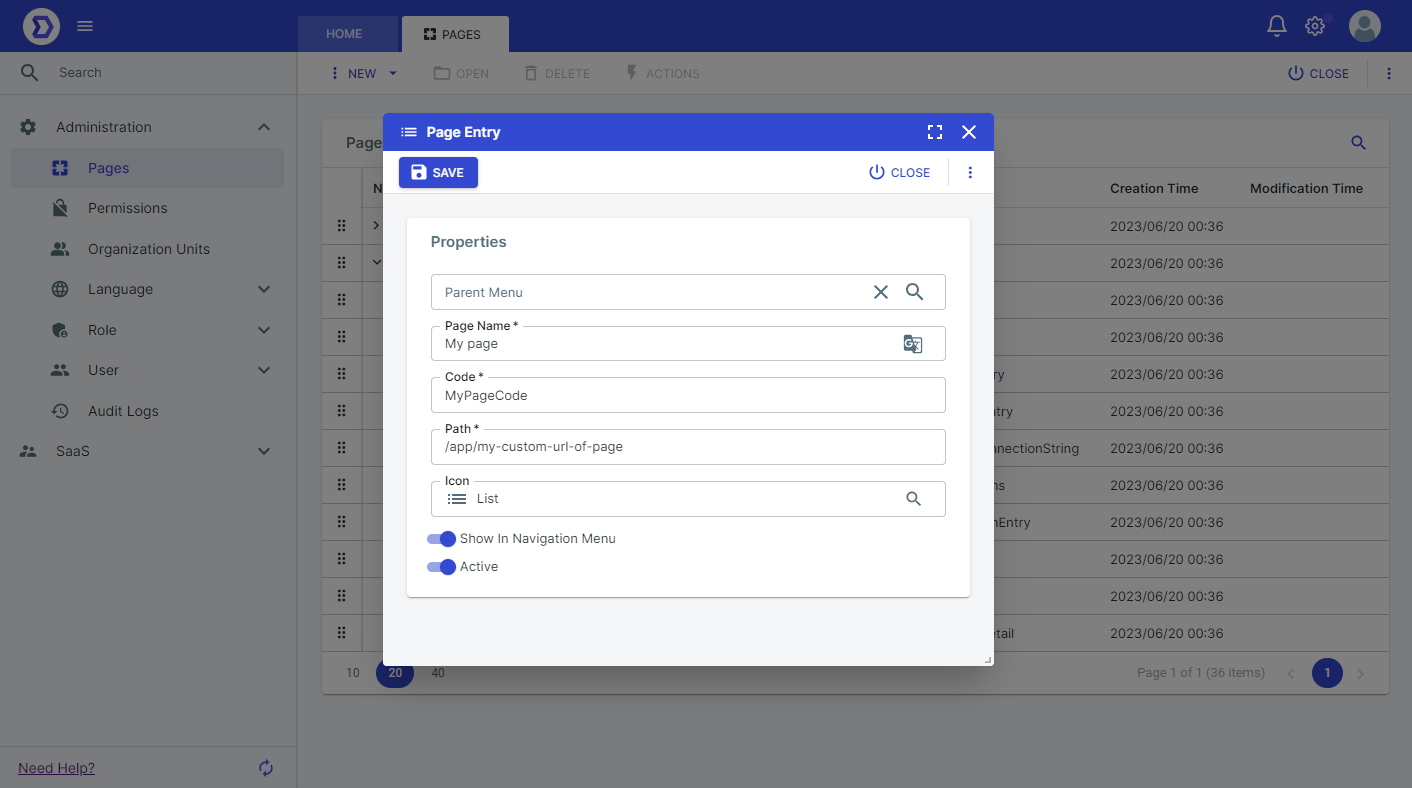 HOME
PAGES
Search
NEW
OPEN
DELETE
ACTIONS
CLOSE
Administration
Pages
Permissions
Organization Units
Language
Role
User
Audit Logs
SaaS
Need Help?
Page
N
Creation Time
Modification Time
2023/06/20 00:36
2023/06/20 00:36
2023/06/20 00:36
2023/06/20 00:36
ry 2023/06/20 00:36
ntry 2023/06/20 00:36
nnectionString 2023/06/20 00:36
ns 2023/06/20 00:36
nEntry 2023/06/20 00:36
2023/06/20 00:36
2023/06/20 00:36
etail 2023/06/20 00:36
10 20 40
Page 1 of 1 (36 items)
1
Page Entry
SAVE
CLOSE
Properties
Parent Menu
Page Name *
My page
Code *
MyPageCode
Path *
/app/my-custom-url-of-page
Icon
List
Show In Navigation Menu
Active